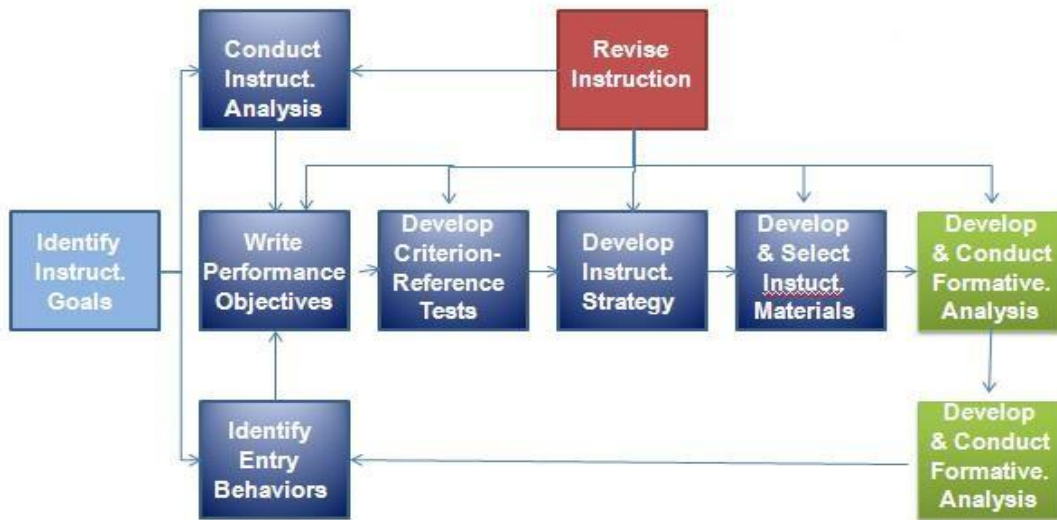 Conduct
Instruct.
Analysis
Revise
Instruction
Identify
Instruct.
Goals
Write
Performance
Objectives
Develop
Criterion-
Reference
Tests
Develop
Instruct.
Strategy
Develop
& Select
Instuct.
Materials
Develop
& Conduct
Formative.
Analysis
Identify
Entry
Behaviors
Develop
& Conduct
Formative.
Analysis